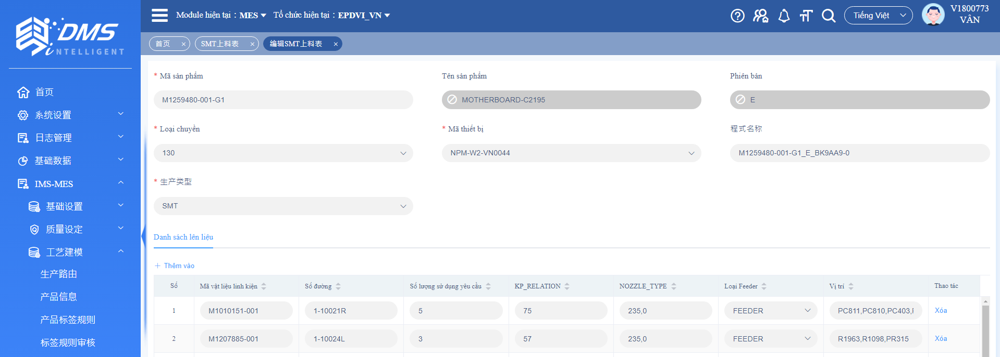 DMS
iNTELLIGENT
Module hiện tại : MES Tổ chức hiện tại : EPDVI_VN
Tiếng Việt
V1800773
VÂN
首页 × SMT上料表 × 编辑SMT上料表 ×
首页
系统设置
日志管理
基础数据
IMS-MES
基础设置
质量设定
工艺建模
生产路由
产品信息
产品标签规则
标签规则审核
* Mã sản phẩm Tên sản phẩm Phiên bản
M1259480-001-G1 MOTHERBOARD-C2195 E
* Loại chuyền * Mã thiết bị 程式名称
130 NPM-W2-VN0044 M1259480-001-G1_E_BK9AA9-0
* 生产类型
SMT
Danh sách lên liệu
+ Thêm vào
Số Mã vật liệu linh kiện Số đường Số lượng sử dụng yêu cầu KP_RELATION NOZZLE_TYPE Loại Feeder Vị trí Thao tác
1 M1010151-001 1-10021R 5 75 235,0 FEEDER PC811,PC810,PC403, Xóa
2 M1207885-001 1-10024L 3 57 235,0 FEEDER R1963,R1098,PR315 Xóa